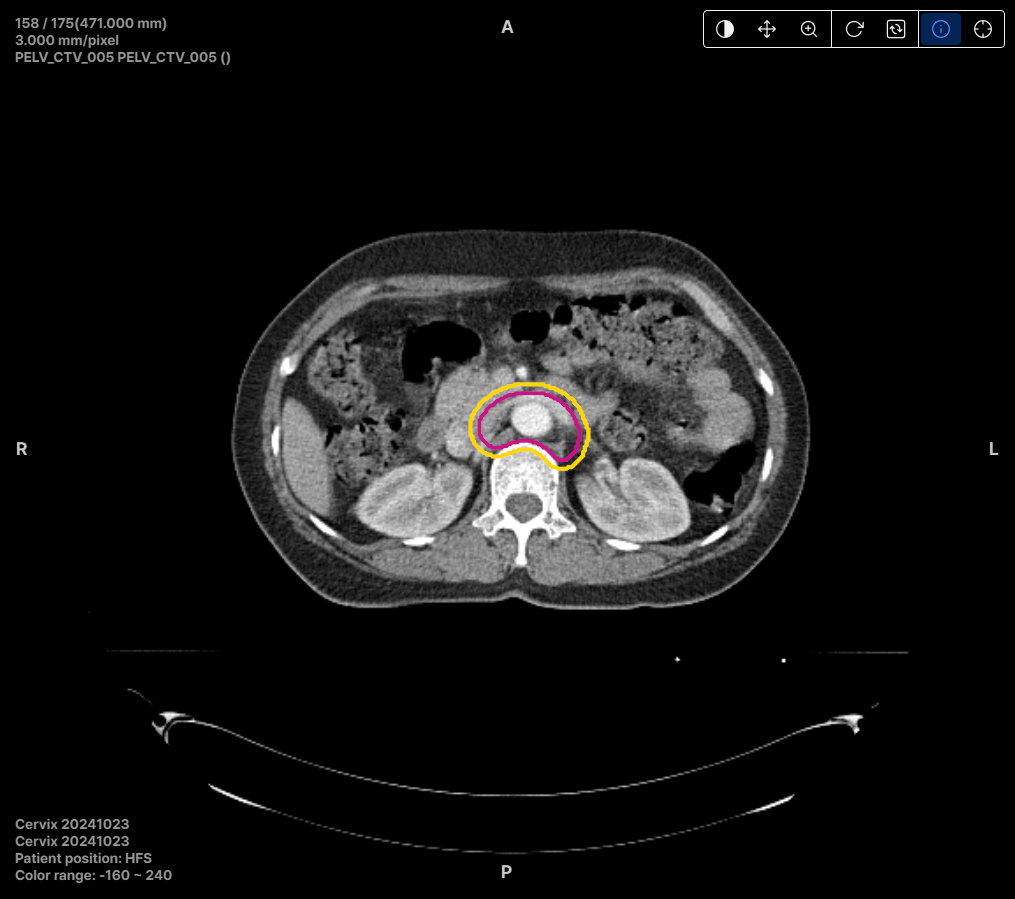 158 / 175(471.000 mm)
3.000 mm/pixel
PELV_CTV_005 PELV_CTV_005 ()
A
R
L
Cervix 20241023
Cervix 20241023
Patient position: HFS
Color range: -160 ~ 240
P